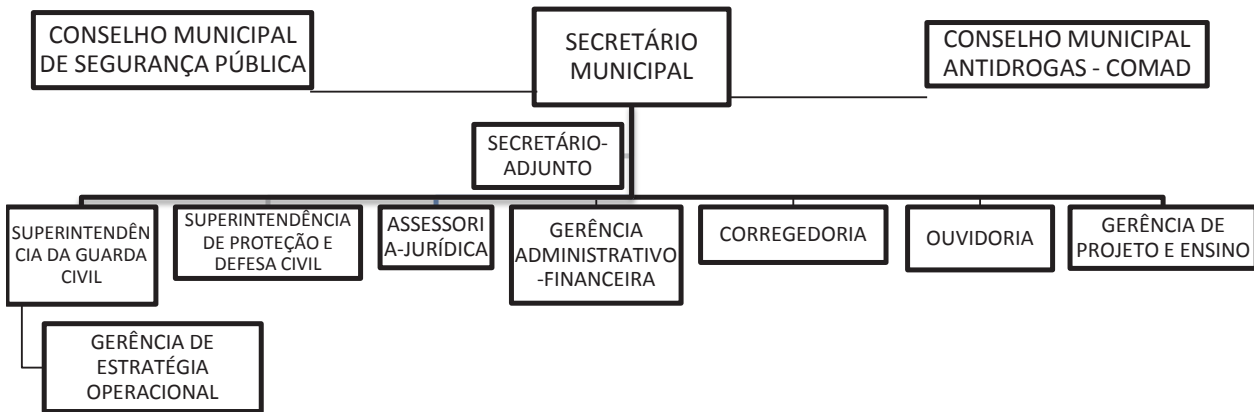 CONSELHO MUNICIPAL
DE SEGURANÇA PÚBLICA
SECRETÁRIO
MUNICIPAL
CONSELHO MUNICIPAL
ANTIDROGAS - COMAD
SECRETÁRIO-
ADJUNTO
SUPERINTENDÊN
CIA DA GUARDA
CIVIL
SUPERINTENDÊNCIA
DE PROTEÇÃO E
DEFESA CIVIL
ASSESSORI
A-JURÍDICA
GERÊNCIA
ADMINISTRATIVO
-FINANCEIRA
CORREGEDORIA
OUVIDORIA
GERÊNCIA DE
PROJETO E ENSINO
GERÊNCIA DE
ESTRATÉGIA
OPERACIONAL